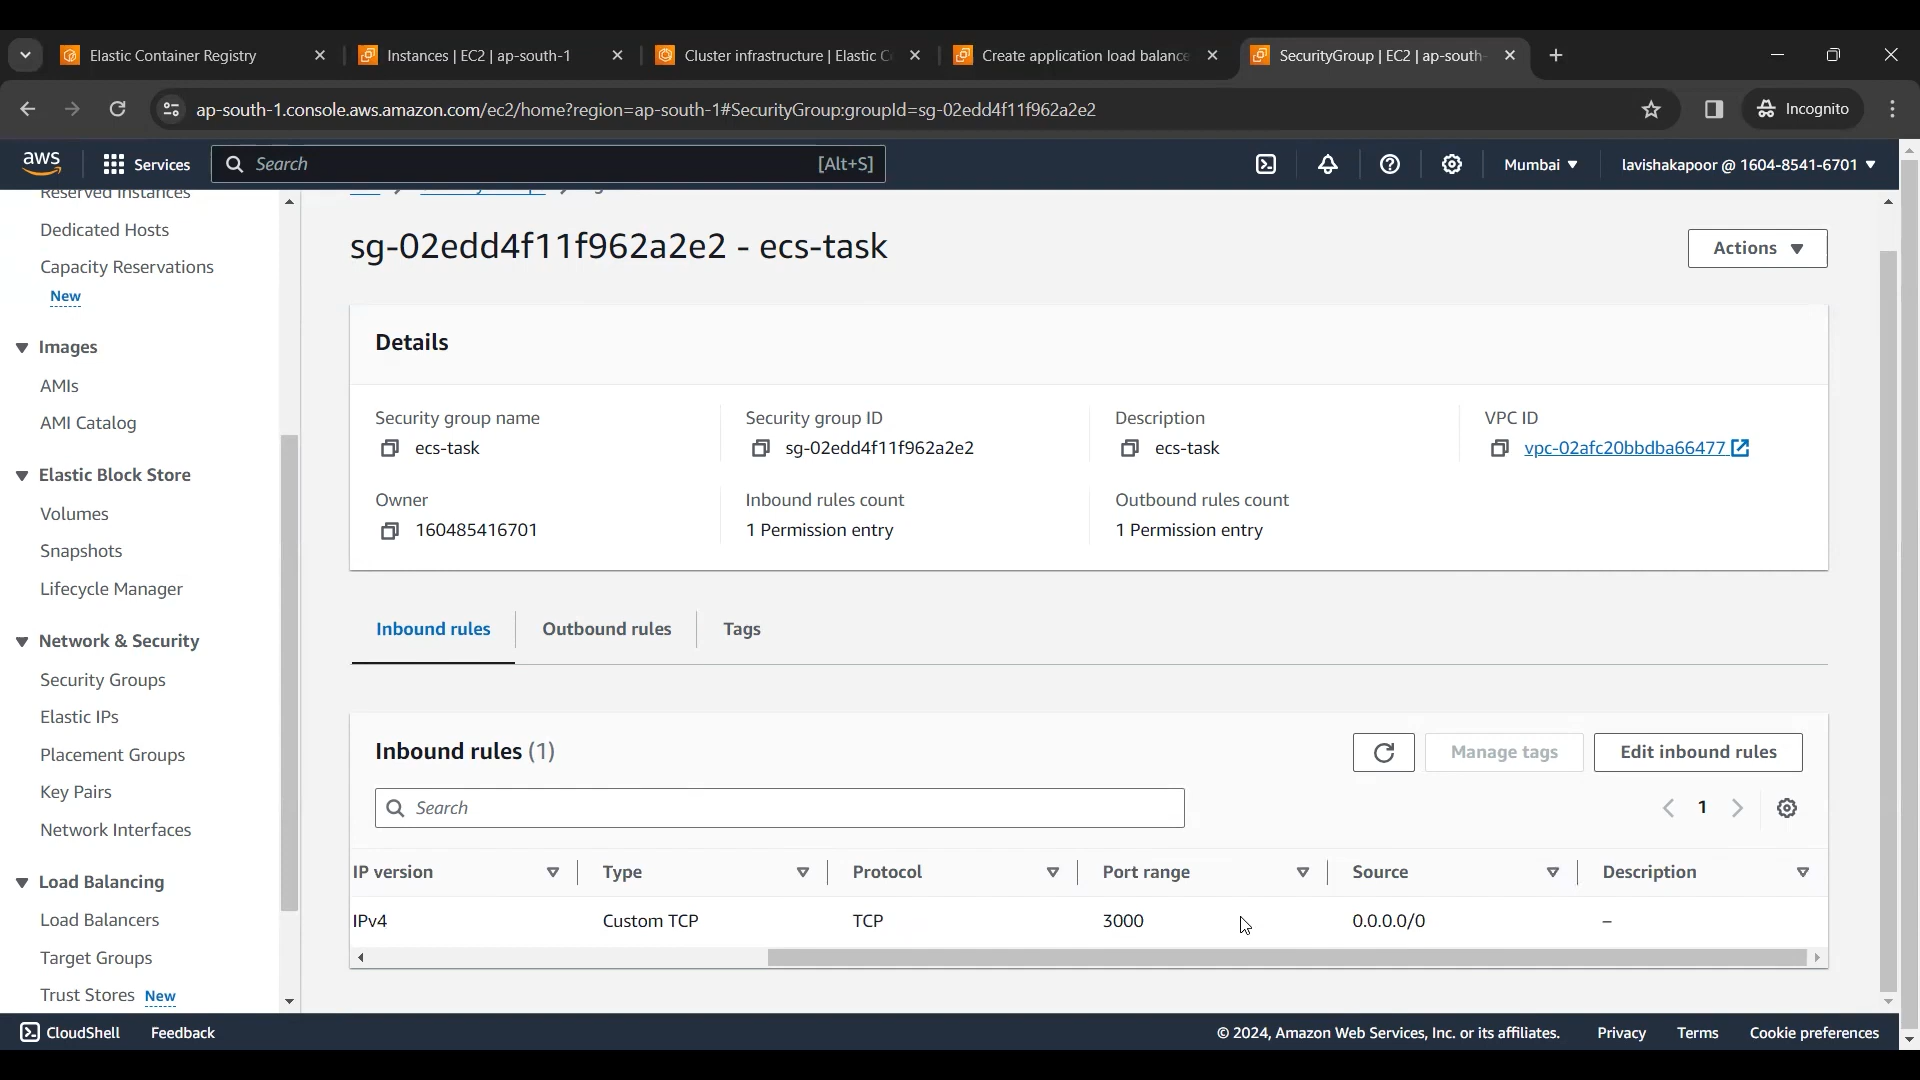 Elastic Container Registry
Instances | EC2 | ap-south-1
Cluster infrastructure | Elastic C
Create application load balance
SecurityGroup | EC2 | ap-south-
ap-south-1.console.aws.amazon.com/ec2/home?region=ap-south-1#SecurityGroup:groupId=sg-02edd4f11f962a2e2
Incognito
aws
Services
Search
[Alt+S]
Mumbai
lavishakapoor @ 1604-8541-6701
Reserved Instances
Dedicated Hosts
Capacity Reservations
New
Images
AMIs
AMI Catalog
Elastic Block Store
Volumes
Snapshots
Lifecycle Manager
Network & Security
Security Groups
Elastic IPs
Placement Groups
Key Pairs
Network Interfaces
Load Balancing
Load Balancers
Target Groups
Trust Stores New
sg-02edd4f11f962a2e2 - ecs-task
Actions
Details
Security group name
ecs-task
Security group ID
sg-02edd4f11f962a2e2
Description
ecs-task
VPC ID
vpc-02afc20bbdba66477
Owner
160485416701
Inbound rules count
1 Permission entry
Outbound rules count
1 Permission entry
Inbound rules
Outbound rules
Tags
Inbound rules (1)
Manage tags
Edit inbound rules
Search
1
IP version
Type
Protocol
Port range
Source
Description
IPv4
Custom TCP
TCP
3000
0.0.0.0/0
–
CloudShell
Feedback
© 2024, Amazon Web Services, Inc. or its affiliates.
Privacy
Terms
Cookie preferences